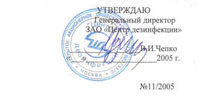 УТВЕРЖДАЮ
Генеральный директор
ЗАО «Центр дезинфекции»
В.И.Чепко
2005 г.
№11/2005